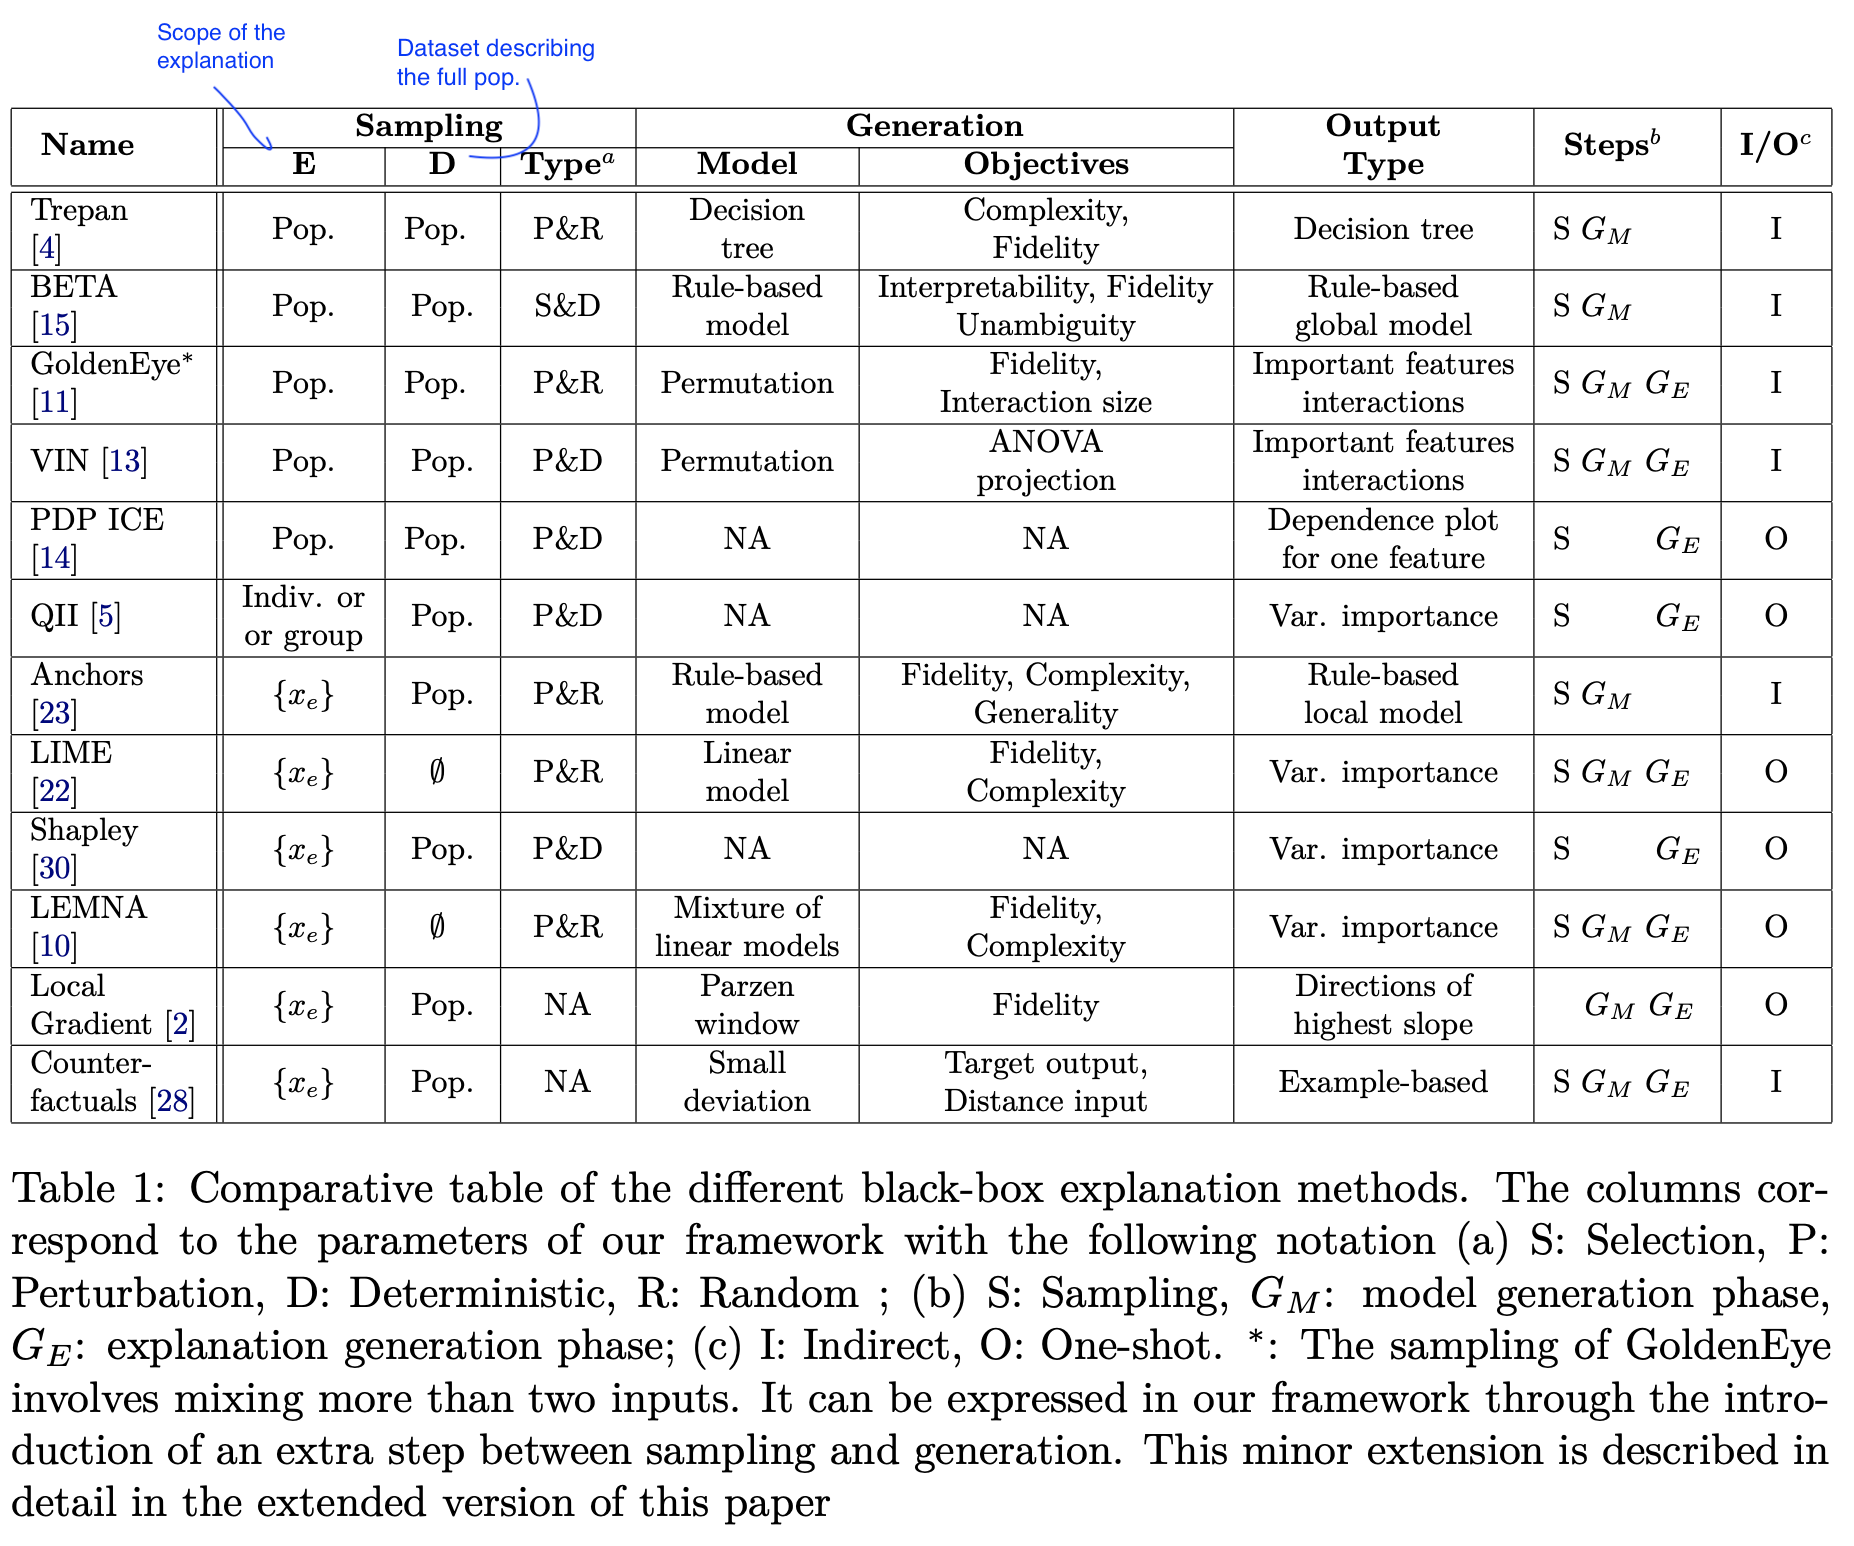 Scope of the
explanation
Dataset describing
the full pop.
Name
Sampling
Generation
Output
Type
Stepsᵇ
I/Oᶜ
E
D
Typeᵃ
Model
Objectives
Trepan
[4]
Pop.
Pop.
P&R
Decision
tree
Complexity,
Fidelity
Decision tree
S G_M
I
BETA
[15]
Pop.
Pop.
S&D
Rule-based
model
Interpretability, Fidelity
Unambiguity
Rule-based
global model
S G_M
I
GoldenEye*
[11]
Pop.
Pop.
P&R
Permutation
Fidelity,
Interaction size
Important features
interactions
S G_M G_E
I
VIN [13]
Pop.
Pop.
P&D
Permutation
ANOVA
projection
Important features
interactions
S G_M G_E
I
PDP ICE
[14]
Pop.
Pop.
P&D
NA
NA
Dependence plot
for one feature
S G_E
O
QII [5]
Indiv. or
or group
Pop.
P&D
NA
NA
Var. importance
S G_E
O
Anchors
[23]
{x_e}
Pop.
P&R
Rule-based
model
Fidelity, Complexity,
Generality
Rule-based
local model
S G_M
I
LIME
[22]
{x_e}
∅
P&R
Linear
model
Fidelity,
Complexity
Var. importance
S G_M G_E
O
Shapley
[30]
{x_e}
Pop.
P&D
NA
NA
Var. importance
S G_E
O
LEMNA
[10]
{x_e}
∅
P&R
Mixture of
linear models
Fidelity,
Complexity
Var. importance
S G_M G_E
O
Local
Gradient [2]
{x_e}
Pop.
NA
Parzen
window
Fidelity
Directions of
highest slope
G_M G_E
O
Counter-
factuals [28]
{x_e}
Pop.
NA
Small
deviation
Target output,
Distance input
Example-based
S G_M G_E
I
Table 1: Comparative table of the different black-box explanation methods. The columns cor-
respond to the parameters of our framework with the following notation (a) S: Selection, P:
Perturbation, D: Deterministic, R: Random ; (b) S: Sampling, G_M: model generation phase,
G_E: explanation generation phase; (c) I: Indirect, O: One-shot. *: The sampling of GoldenEye
involves mixing more than two inputs. It can be expressed in our framework through the intro-
duction of an extra step between sampling and generation. This minor extension is described in
detail in the extended version of this paper